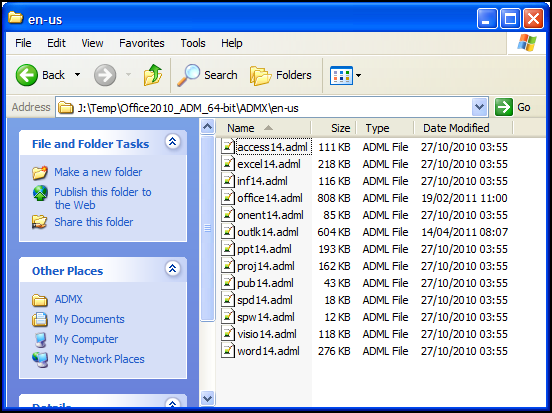 en-us
File Edit View Favorites Tools Help
Back Search Folders
Address J:\Temp\Office2010_ADM_64-bit\ADMX\en-us Go
File and Folder Tasks
Make a new folder
Publish this folder to
the Web
Share this folder
Other Places
ADMX
My Documents
My Computer
My Network Places
Details
Name Size Type Date Modified
access14.adml 111 KB ADML File 27/10/2010 03:55
excel14.adml 218 KB ADML File 27/10/2010 03:55
inf14.adml 186 KB ADML File 27/10/2010 03:55
office14.adml 808 KB ADML File 19/02/2011 11:00
onent14.adml 85 KB ADML File 27/10/2010 03:55
outlk14.adml 604 KB ADML File 14/04/2011 08:07
ppt14.adml 193 KB ADML File 27/10/2010 03:55
proj14.adml 162 KB ADML File 27/10/2010 03:55
pub14.adml 43 KB ADML File 27/10/2010 03:55
spd14.adml 18 KB ADML File 27/10/2010 03:55
spw14.adml 12 KB ADML File 27/10/2010 03:55
visio14.adml 118 KB ADML File 27/10/2010 03:55
word14.adml 276 KB ADML File 27/10/2010 03:55